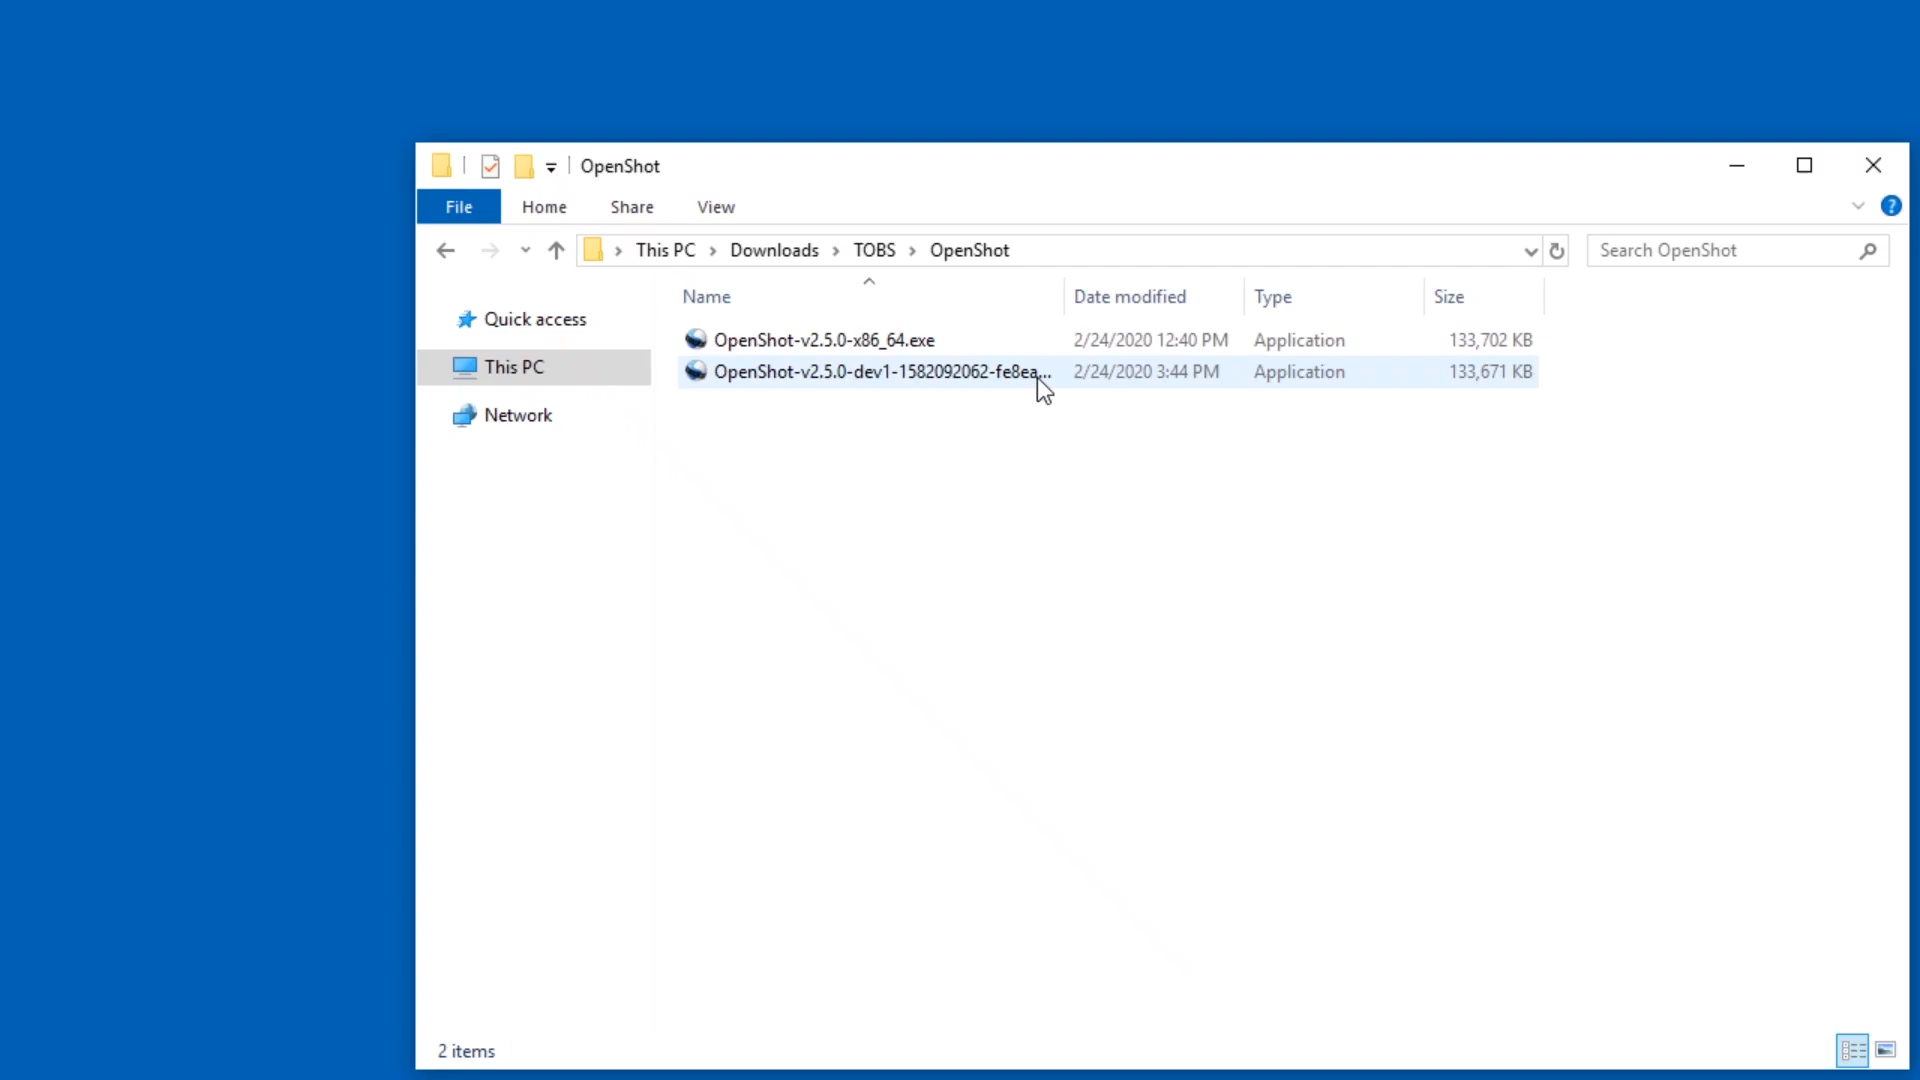 OpenShot
File Home Share View
This PC > Downloads > TOBS > OpenShot
Search OpenShot
Name Date modified Type Size
Quick access
This PC
Network
OpenShot-v2.5.0-x86_64.exe 2/24/2020 12:40 PM Application 133,702 KB
OpenShot-v2.5.0-dev1-1582092062-fe8ea... 2/24/2020 3:44 PM Application 133,671 KB
2 items